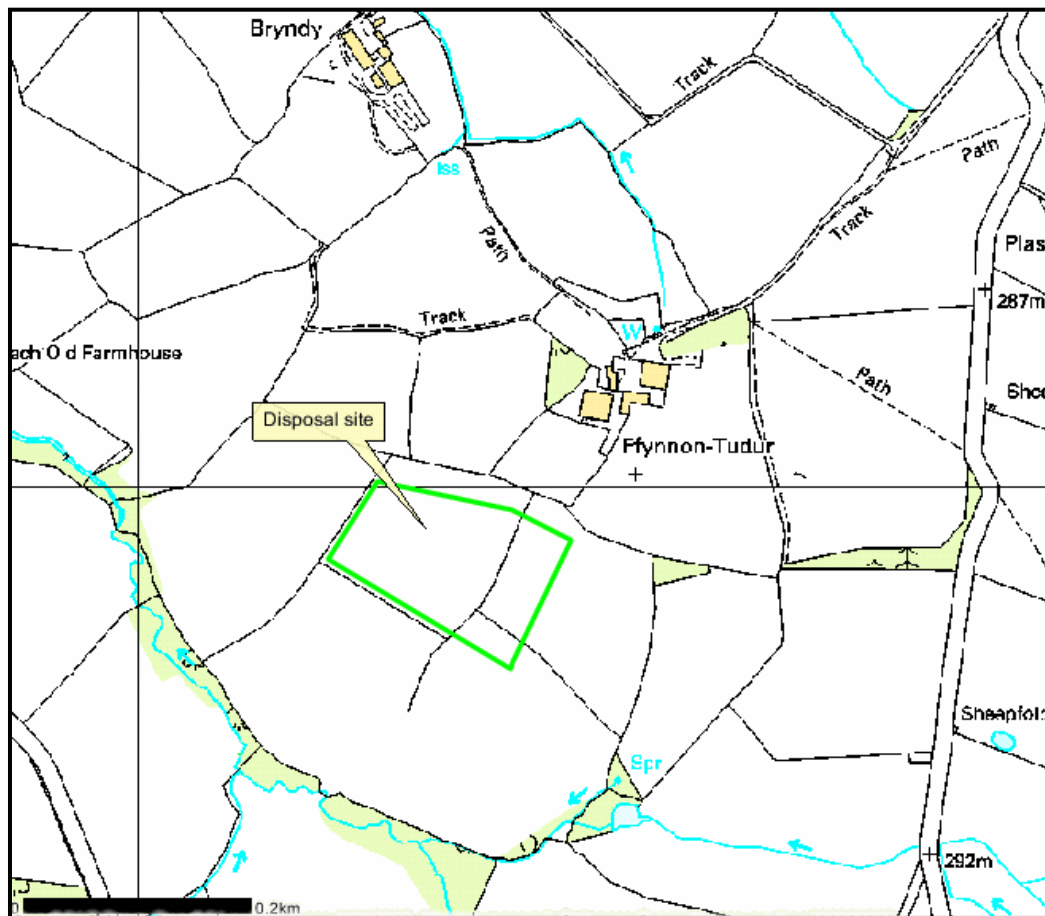 Bryndy
Track
Path
Iss
Track
Path
Plas
287m
Track
W
ach O d Farmhouse
Path
Shee
Disposal site
Ffynnon-Tudur
Sheepfold
Spr
292m
0 0.2km